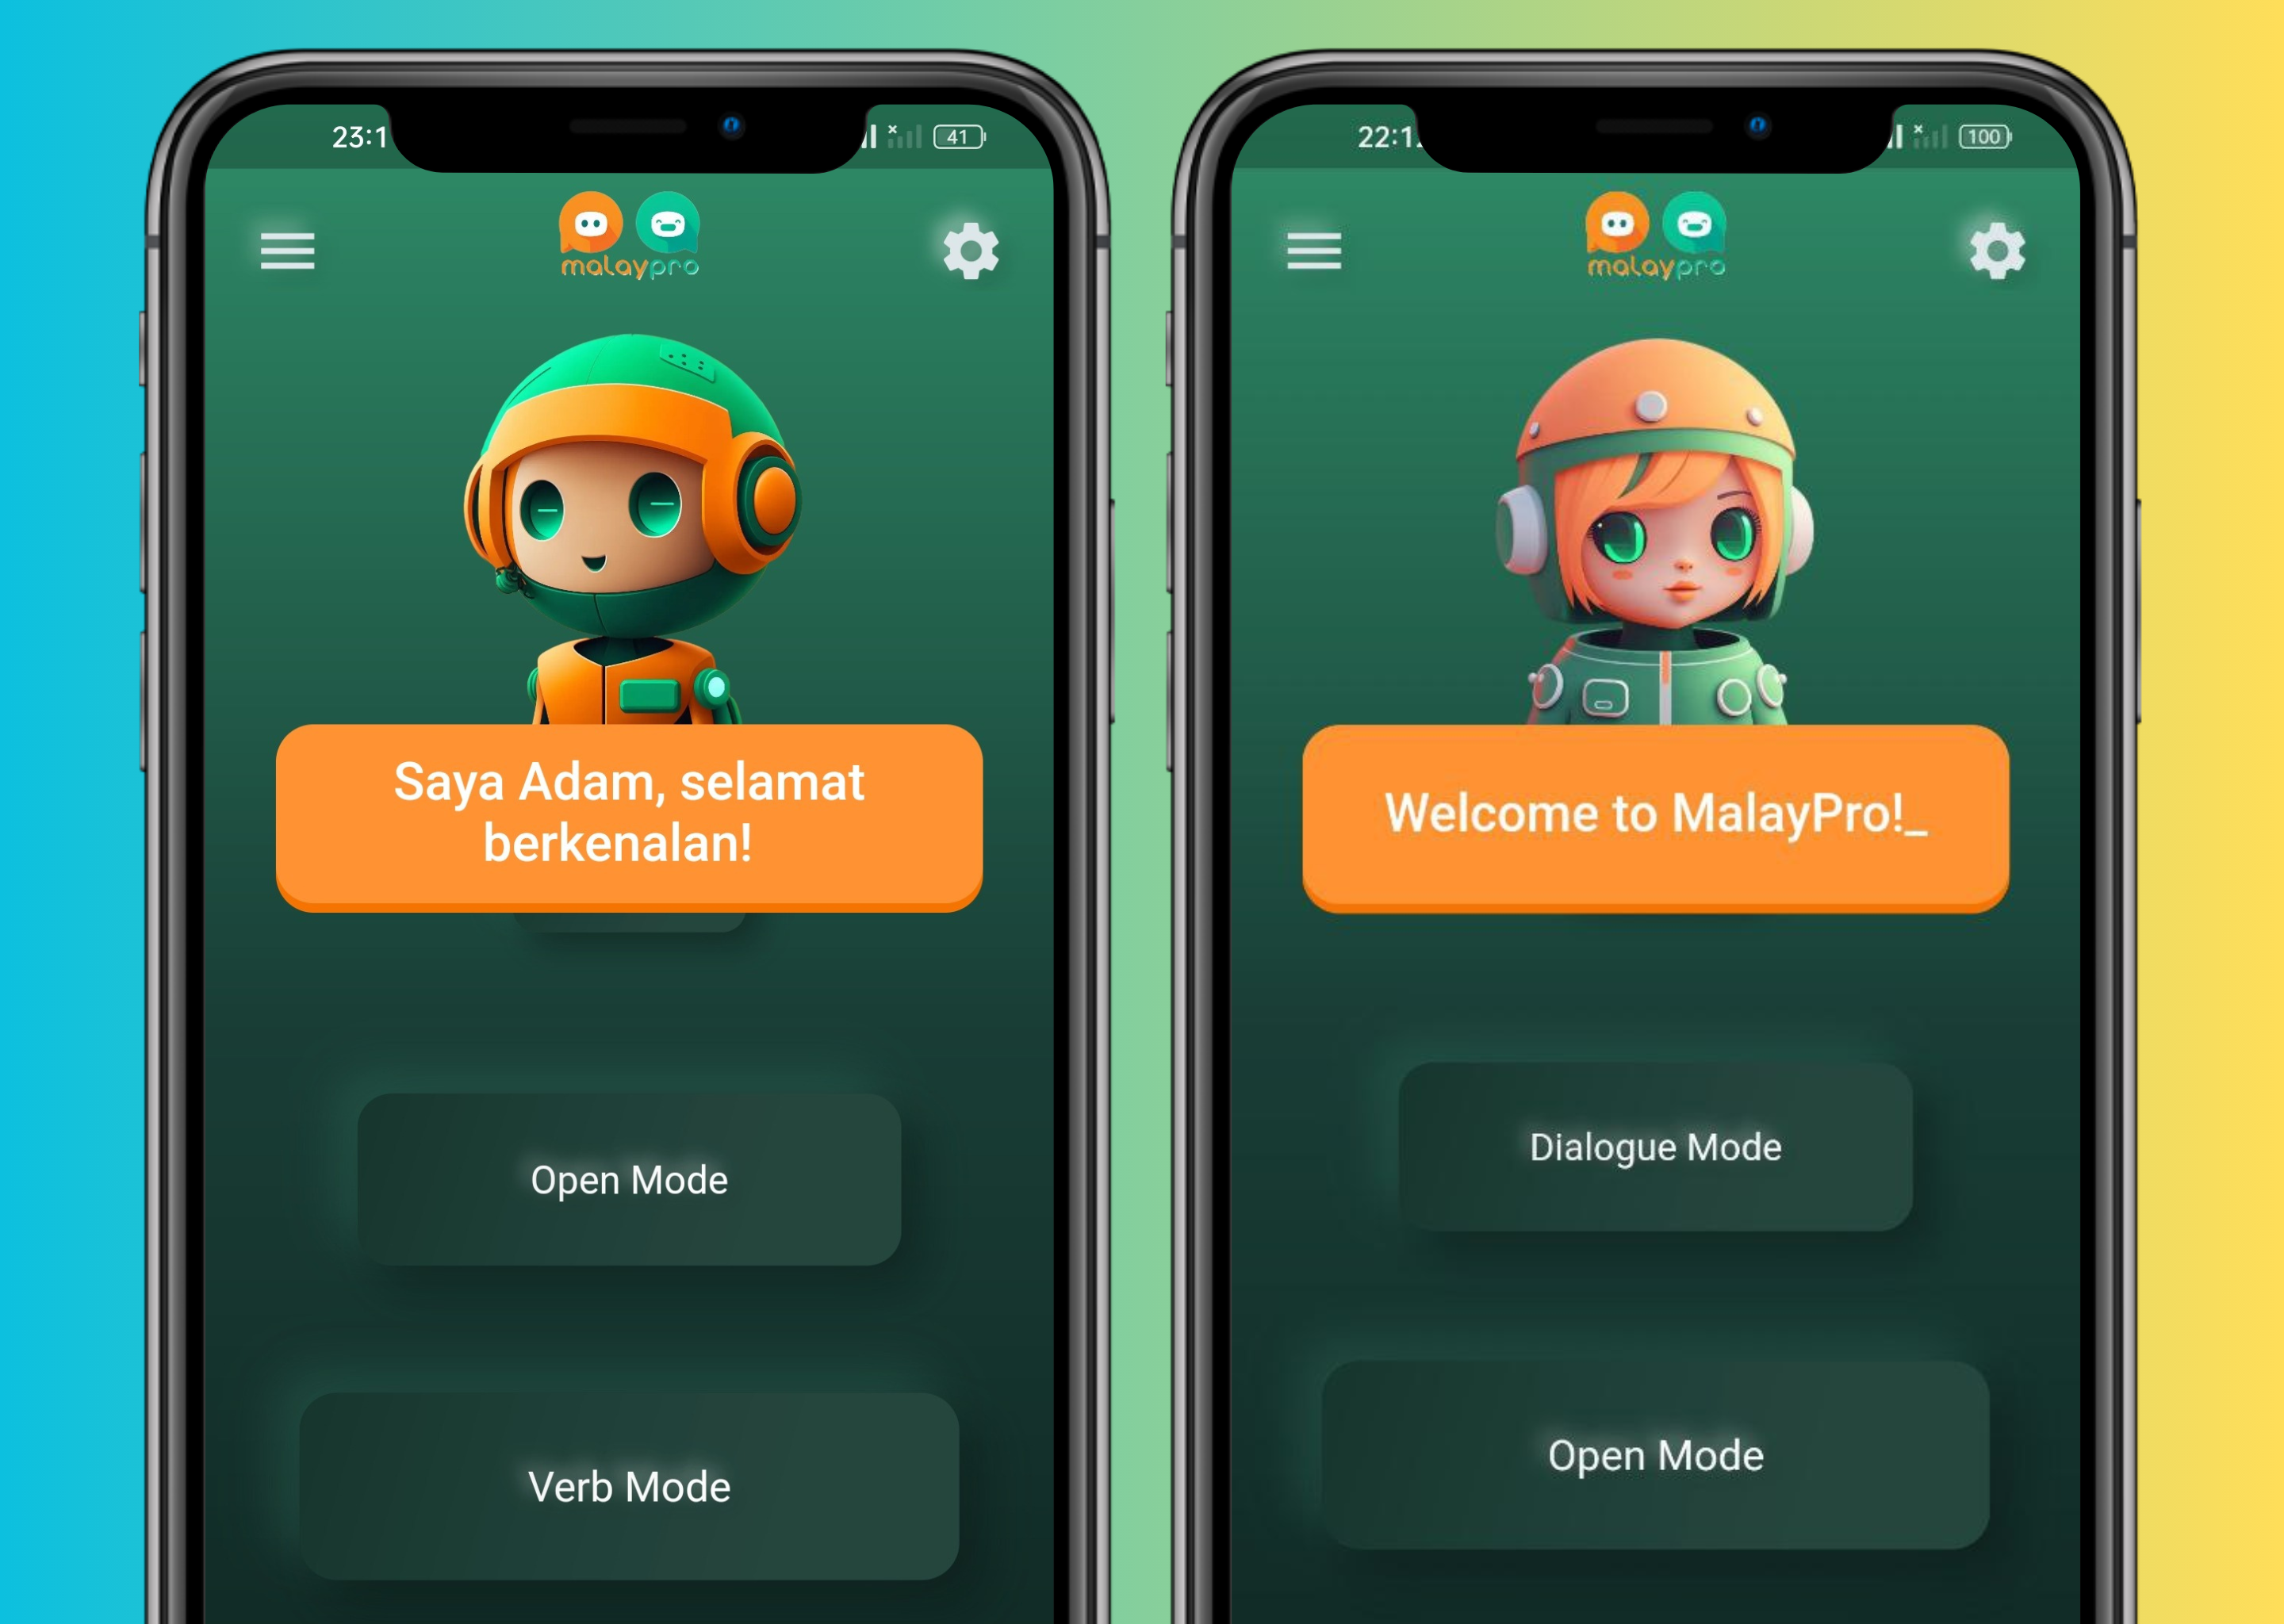 23:1
41
malaypro
Saya Adam, selamat
berkenalan!
Open Mode
Verb Mode
22:1
100
malaypro
Welcome to MalayPro!_
Dialogue Mode
Open Mode